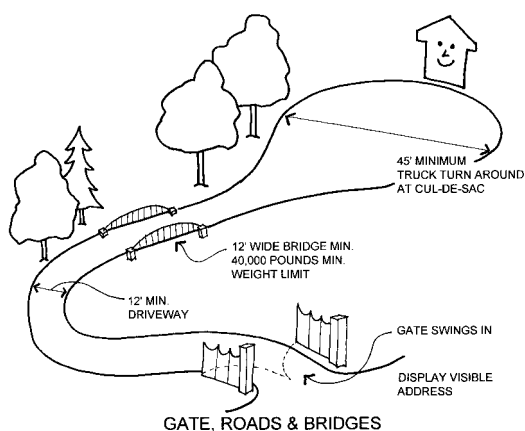 45' MINIMUM
TRUCK TURN AROUND
AT CUL-DE-SAC
12' WIDE BRIDGE MIN.
40,000 POUNDS MIN.
WEIGHT LIMIT
12' MIN.
DRIVEWAY
GATE SWINGS IN
DISPLAY VISIBLE
ADDRESS
GATE, ROADS & BRIDGES